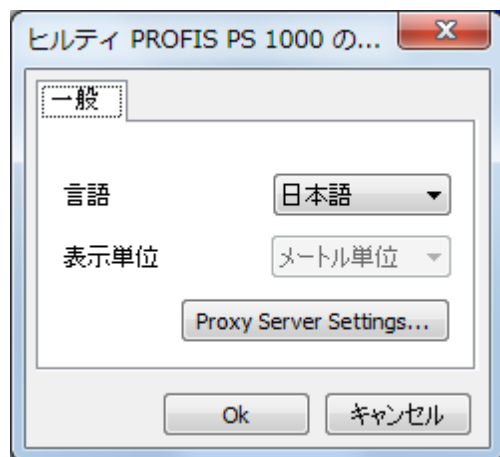 ヒルティ PROFIS PS 1000 の...
一般
言語 日本語
表示単位 メートル単位
Proxy Server Settings...
Ok キャンセル